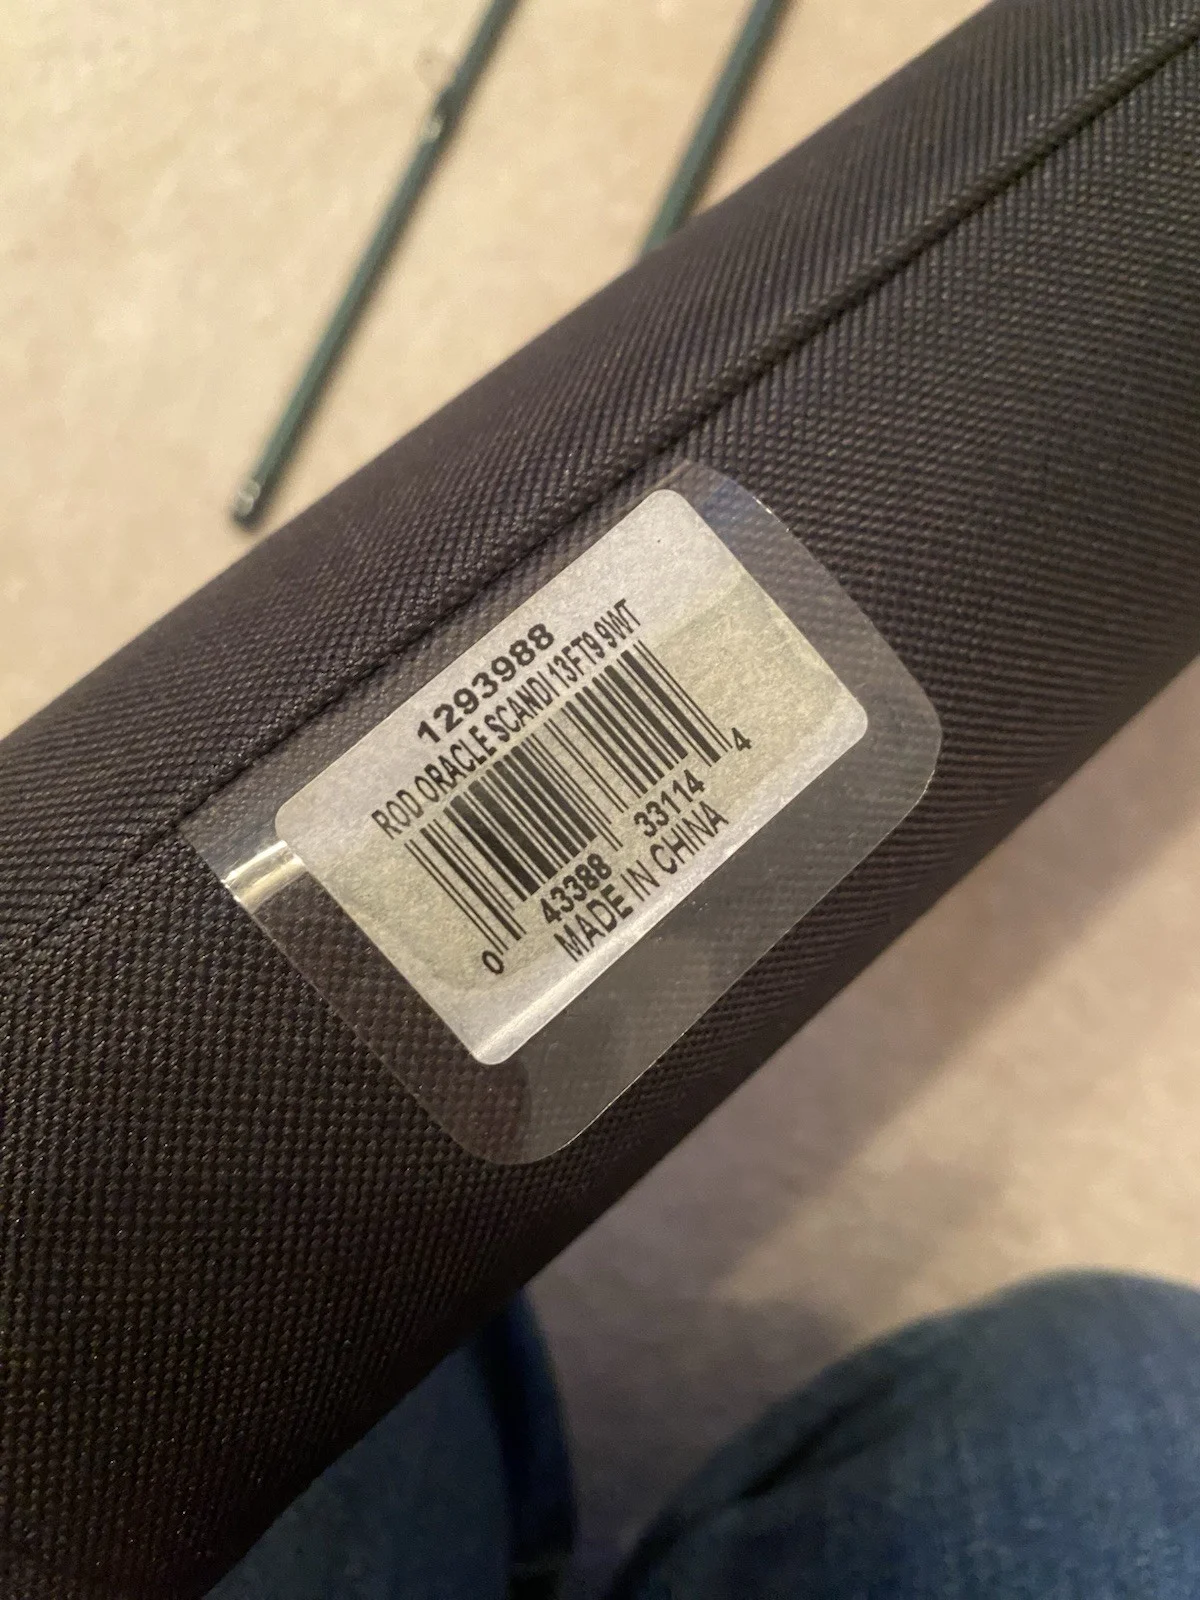 1293988
ROD ORACLE SCANDI 13FT9 9WT
0 43388 33114 4
MADE IN CHINA